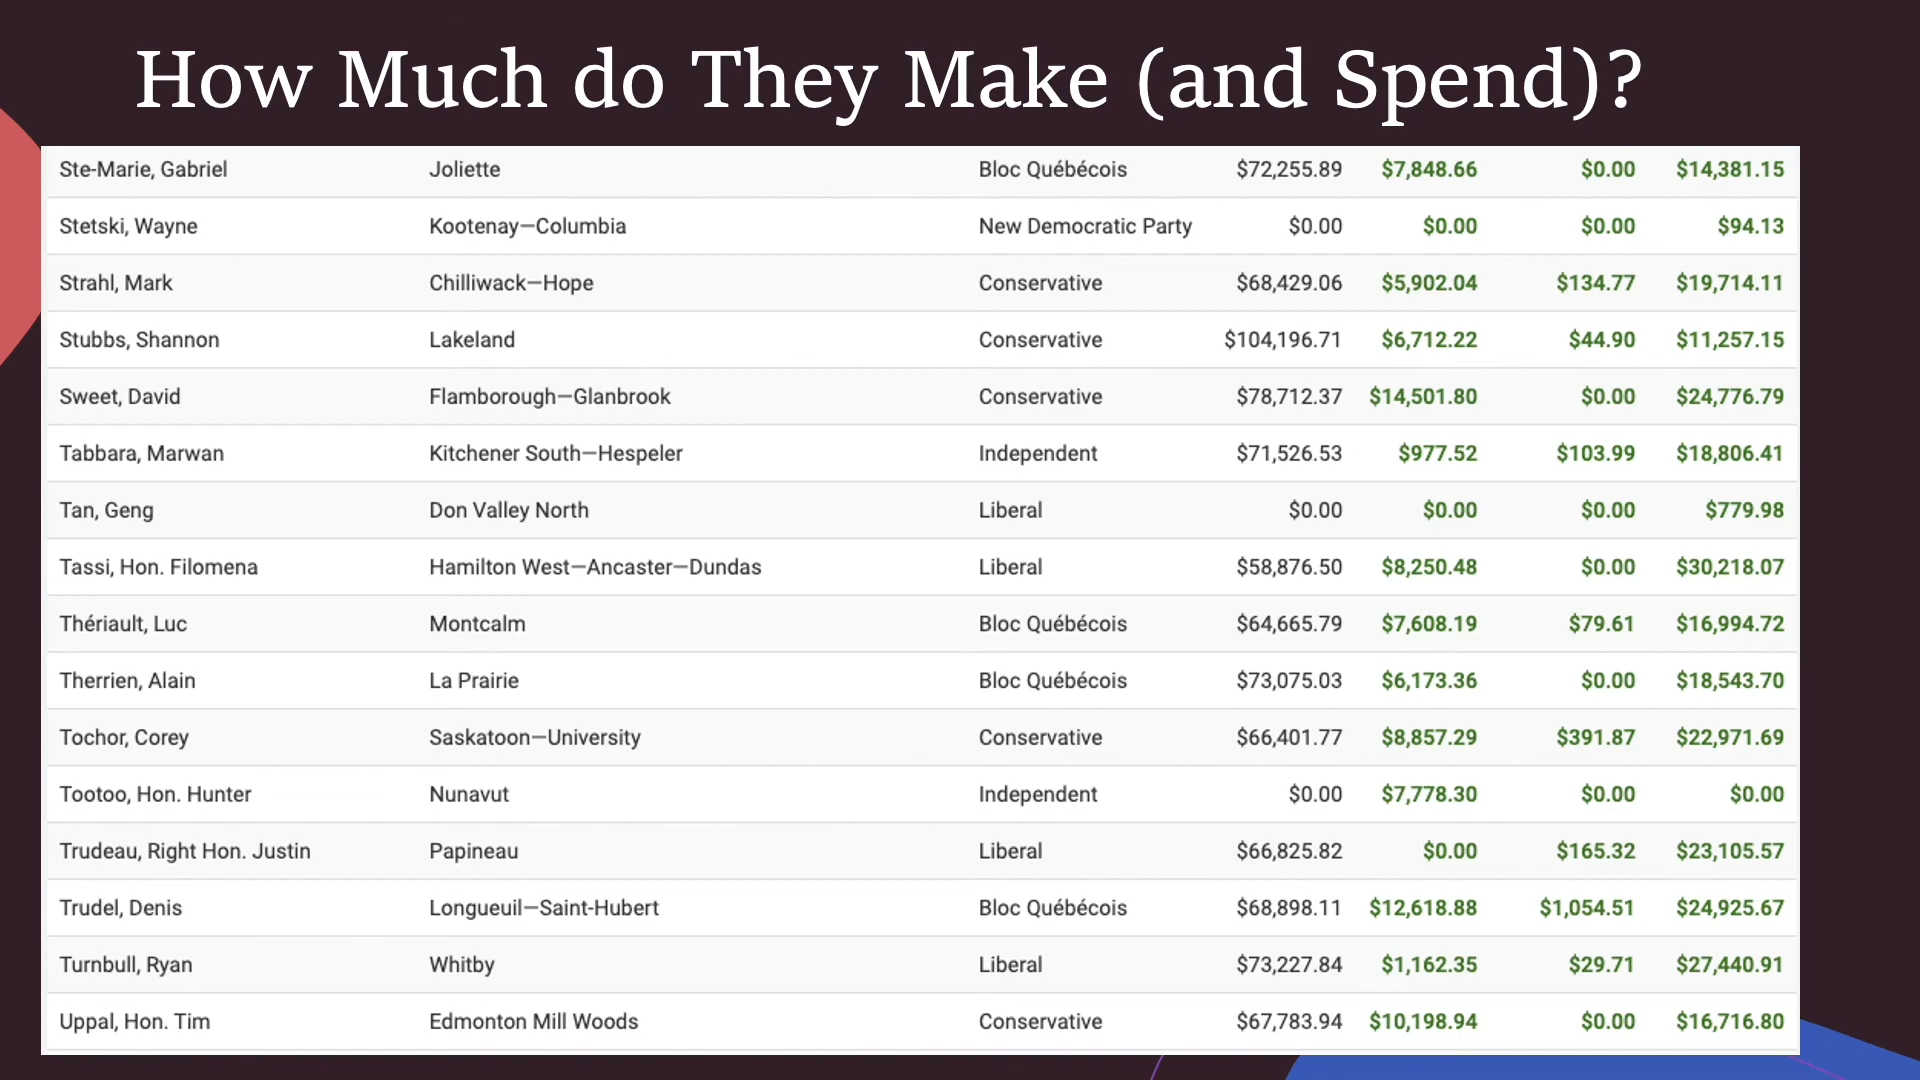 How Much do They Make (and Spend)?
Ste-Marie, Gabriel Joliette Bloc Québécois $72,255.89 $7,848.66 $0.00 $14,381.15
Stetski, Wayne Kootenay—Columbia New Democratic Party $0.00 $0.00 $0.00 $94.13
Strahl, Mark Chilliwack—Hope Conservative $68,429.06 $5,902.04 $134.77 $19,714.11
Stubbs, Shannon Lakeland Conservative $104,196.71 $6,712.22 $44.90 $11,257.15
Sweet, David Flamborough—Glanbrook Conservative $78,712.37 $14,501.80 $0.00 $24,776.79
Tabbara, Marwan Kitchener South—Hespeler Independent $71,526.53 $977.52 $103.99 $18,806.41
Tan, Geng Don Valley North Liberal $0.00 $0.00 $0.00 $779.98
Tassi, Hon. Filomena Hamilton West—Ancaster—Dundas Liberal $58,876.50 $8,250.48 $0.00 $30,218.07
Thériault, Luc Montcalm Bloc Québécois $64,665.79 $7,608.19 $79.61 $16,994.72
Therrien, Alain La Prairie Bloc Québécois $73,075.03 $6,173.36 $0.00 $18,543.70
Tochor, Corey Saskatoon—University Conservative $66,401.77 $8,857.29 $391.87 $22,971.69
Tootoo, Hon. Hunter Nunavut Independent $0.00 $7,778.30 $0.00 $0.00
Trudeau, Right Hon. Justin Papineau Liberal $66,825.82 $0.00 $165.32 $23,105.57
Trudel, Denis Longueuil—Saint-Hubert Bloc Québécois $68,898.11 $12,618.88 $1,054.51 $24,925.67
Turnbull, Ryan Whitby Liberal $73,227.84 $1,162.35 $29.71 $27,440.91
Uppal, Hon. Tim Edmonton Mill Woods Conservative $67,783.94 $10,198.94 $0.00 $16,716.80